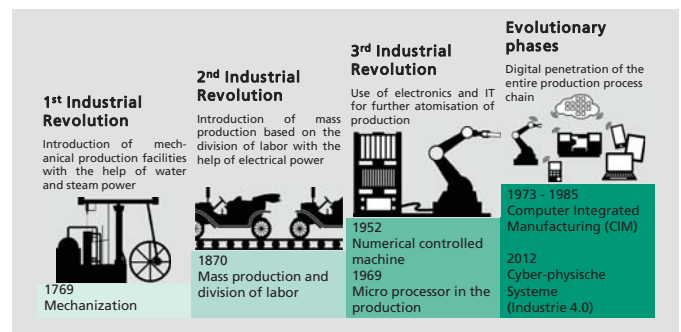 1st Industrial
Revolution
Introduction of mech-
anical production facilities
with the help of water
and steam power
1769
Mechanization
2nd Industrial
Revolution
Introduction of mass
production based on the
division of labor with the
help of electrical power
1870
Mass production and
division of labor
3rd Industrial
Revolution
Use of electronics and IT
for further atomisation of
production
1952
Numerical controlled
machine
1969
Micro processor in the
production
Evolutionary
phases
Digital penetration of the
entire production process
chain
1973 - 1985
Computer Integrated
Manufacturing (CIM)
2012
Cyber-physische
Systeme
(Industrie 4.0)